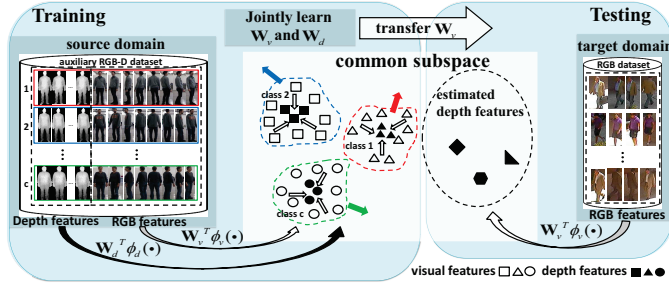 Training
Jointly learn
W_v and W_d
transfer W_v
Testing
source domain
auxiliary RGB-D dataset
1
2
c
Depth features
RGB features
W_d^T ϕ_d(•)
W_v^T ϕ_v(•)
common subspace
class 2
class 1
class c
estimated
depth features
target domain
RGB dataset
RGB features
W_v^T ϕ_v(•)
visual features □ △ ○ depth features ■ ▲ ●